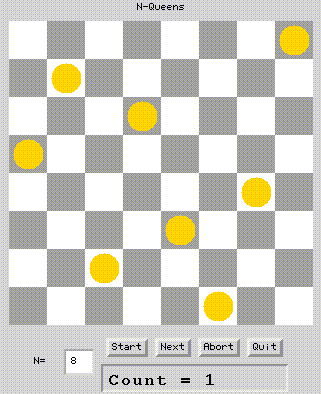 N-Queens
Start Next Abort Quit
N= 8
Count = 1